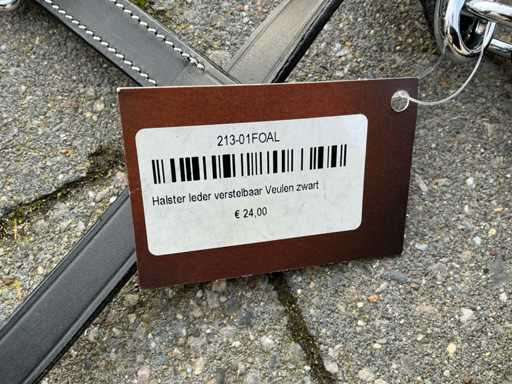 213-01FOAL
Halster leder verstelbaar Veulen zwart
€ 24,00